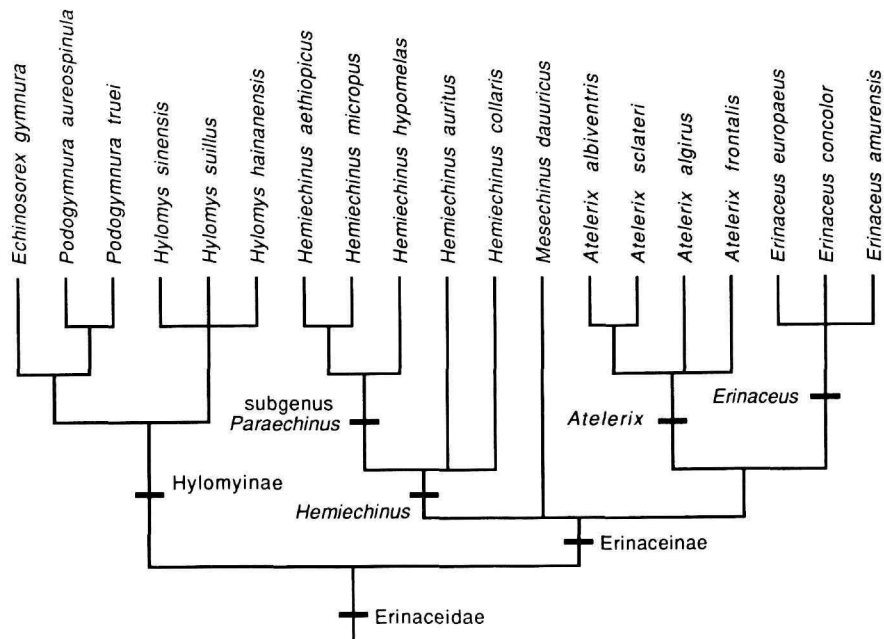 Echinosorex gymnura
Podogymnura aureospinula
Podogymnura truei
Hylomys sinensis
Hylomys suillus
Hylomys hainanensis
Hemiechinus aethiopicus
Hemiechinus micropus
Hemiechinus hypomelas
Hemiechinus auritus
Hemiechinus collaris
Mesechinus dauuricus
Atelerix albiventris
Atelerix sclateri
Atelerix algirus
Atelerix frontalis
Erinaceus europaeus
Erinaceus concolor
Erinaceus amurensis
subgenus
Paraechinus
Atelerix
Erinaceus
Hylomyinae
Hemiechinus
Erinaceinae
Erinaceidae